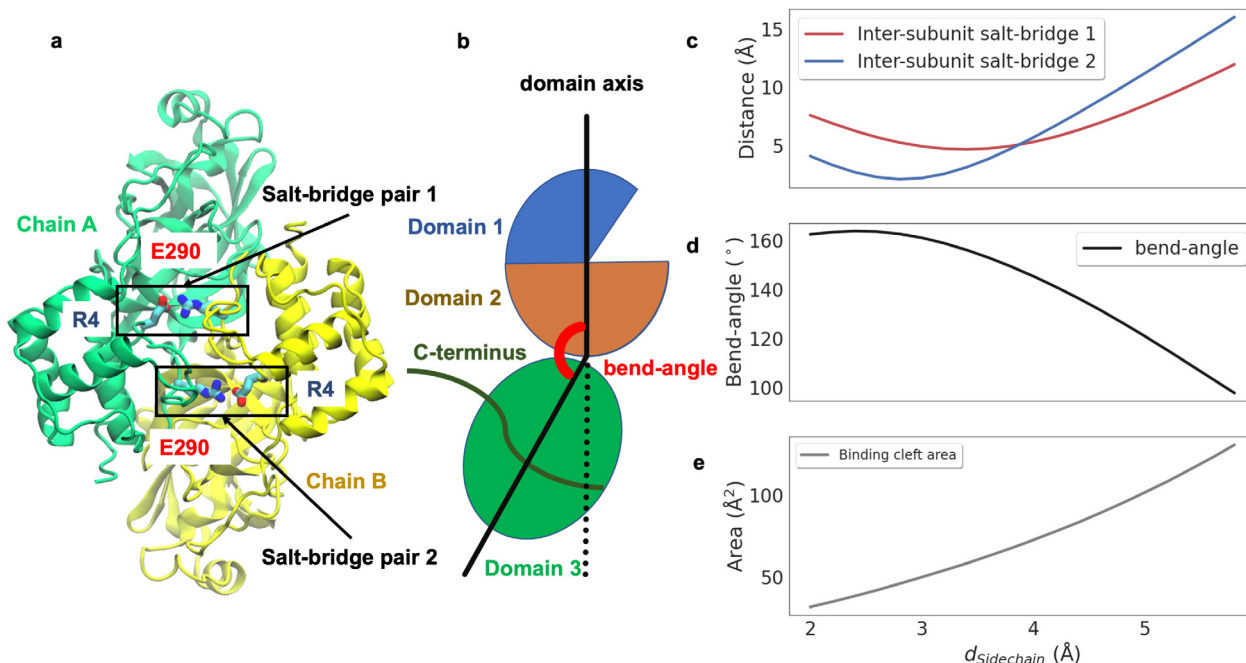 a
Chain A
E290
R4
Salt-bridge pair 1
R4
E290
Chain B
Salt-bridge pair 2
b
domain axis
Domain 1
Domain 2
C-terminus
bend-angle
Domain 3
c
15
10
5
Distance (Å)
Inter-subunit salt-bridge 1
Inter-subunit salt-bridge 2
d
160
140
120
100
Bend-angle (°)
bend-angle
e
100
50
Area (Å²)
Binding cleft area
2 3 4 5
dSidechain (Å)